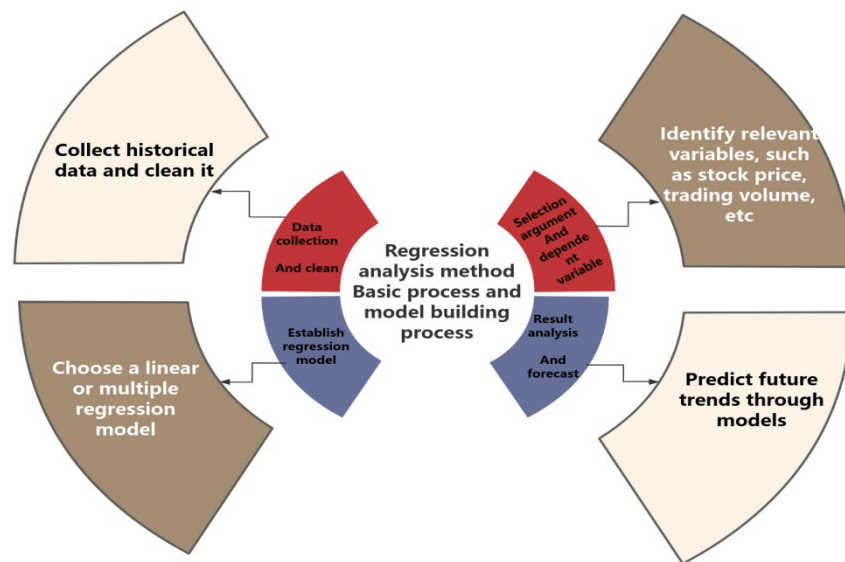 Collect historical
data and clean it
Identify relevant
variables, such
as stock price,
trading volume,
etc
Data
collection
And clean
Selection
argument
And
depende
nt
variable
Regression
analysis method
Basic process and
model building
process
Establish
regression
model
Result
analysis
And
forecast
Choose a linear
or multiple
regression
model
Predict future
trends through
models